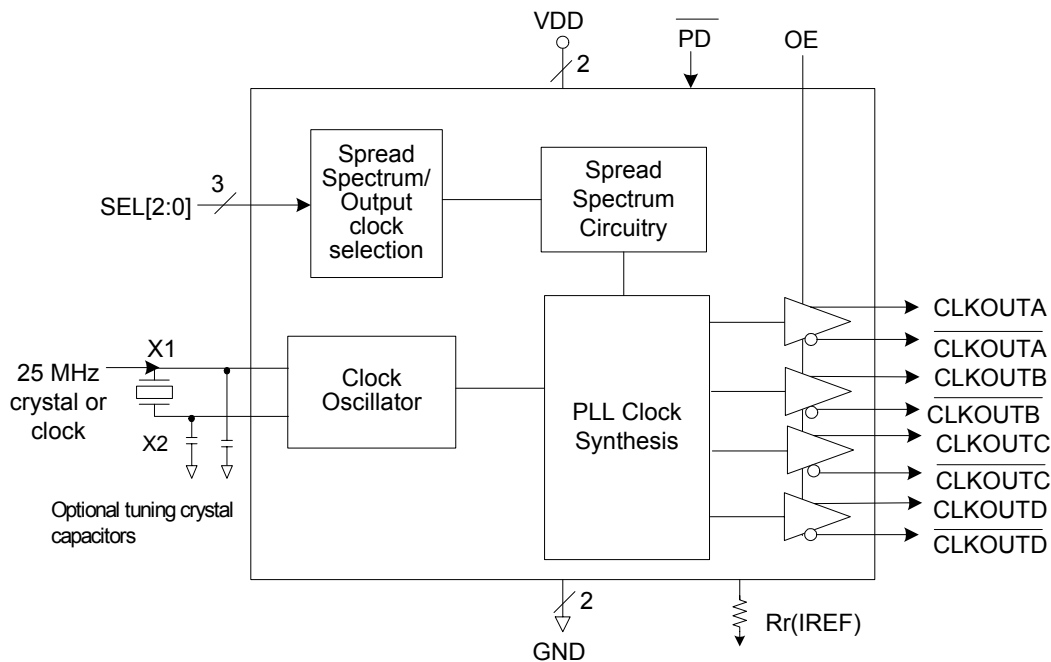 VDD
PD
OE
2
Spread
Spectrum/
Output
clock
selection
Spread
Spectrum
Circuitry
3
SEL[2:0]
CLKOUTA
CLKOUTA
CLKOUTB
CLKOUTB
CLKOUTC
CLKOUTC
CLKOUTD
CLKOUTD
X1
25 MHz
crystal or
clock
X2
Clock
Oscillator
PLL Clock
Synthesis
Optional tuning crystal
capacitors
2
GND
Rr(IREF)